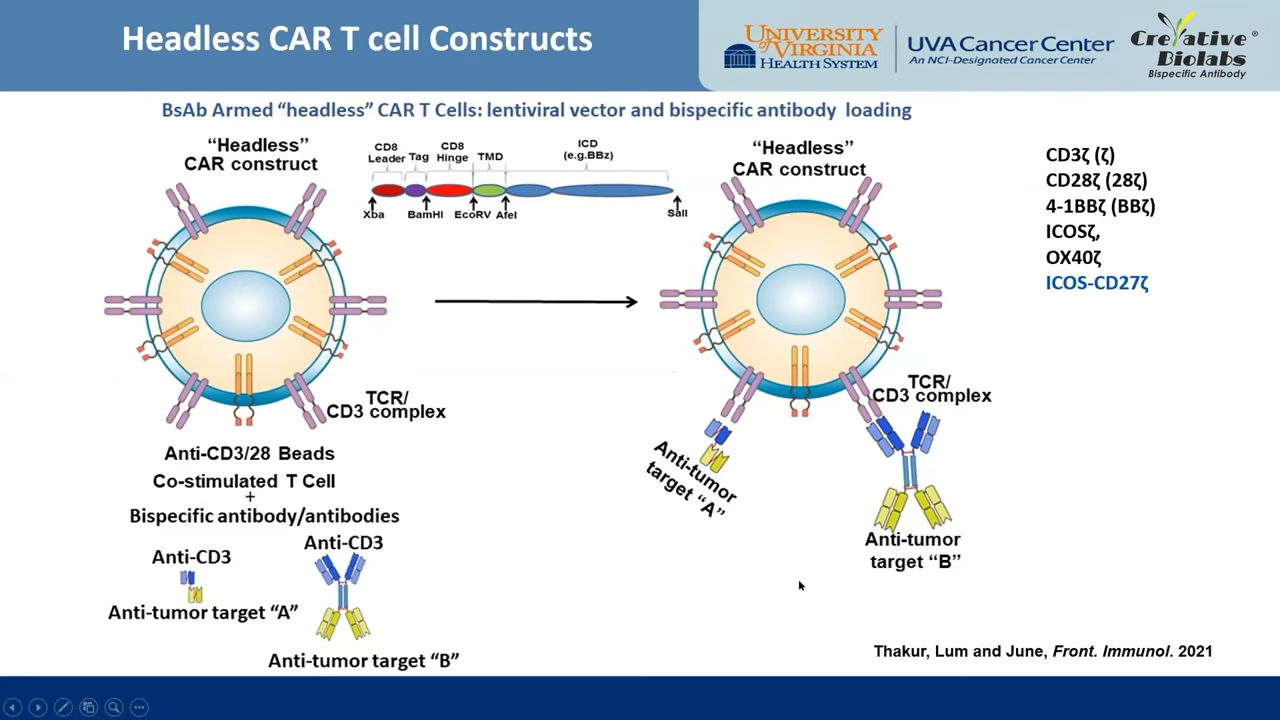 Headless CAR T cell Constructs
UNIVERSITY
of VIRGINIA
HEALTH SYSTEM
UVA Cancer Center
An NCI-Designated Cancer Center
Creative
Biolabs
®
Bispecific Antibody
BsAb Armed “headless” CAR T Cells: lentiviral vector and bispecific antibody loading
“Headless”
CAR construct
CD8
Leader
Tag
CD8
Hinge
TMD
ICD
(e.g.BBz)
Xba
BamHI
EcoRV
AfeI
SalI
“Headless”
CAR construct
CD3ζ (ζ)
CD28ζ (28ζ)
4-1BBζ (BBζ)
ICOSζ,
OX40ζ
ICOS-CD27ζ
TCR/
CD3 complex
Anti-CD3/28 Beads
Co-stimulated T Cell
+
Bispecific antibody/antibodies
Anti-CD3
Anti-tumor target “A”
Anti-CD3
Anti-tumor target “B”
TCR/
CD3 complex
Anti-tumor
target “A”
Anti-tumor
target “B”
Thakur, Lum and June, Front. Immunol. 2021